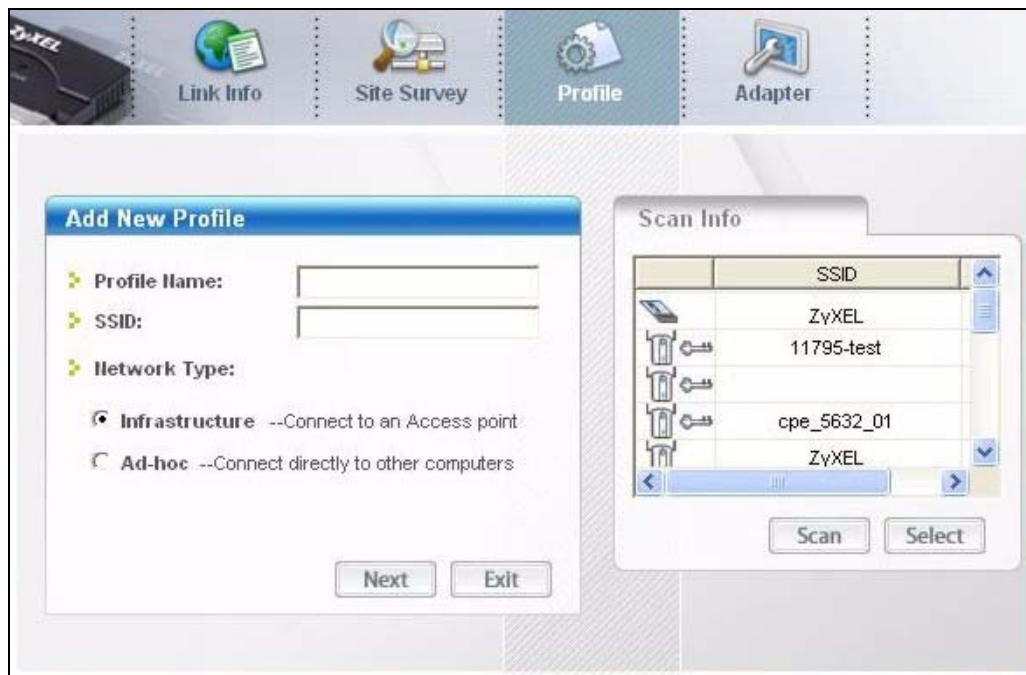 ZyXEL
Link Info
Site Survey
Profile
Adapter
Add New Profile
Profile Name:
SSID:
Network Type:
Infrastructure --Connect to an Access point
Ad-hoc --Connect directly to other computers
Next
Exit
Scan Info
SSID
ZyXEL
11795-test
cpe_5632_01
ZyXEL
Scan
Select